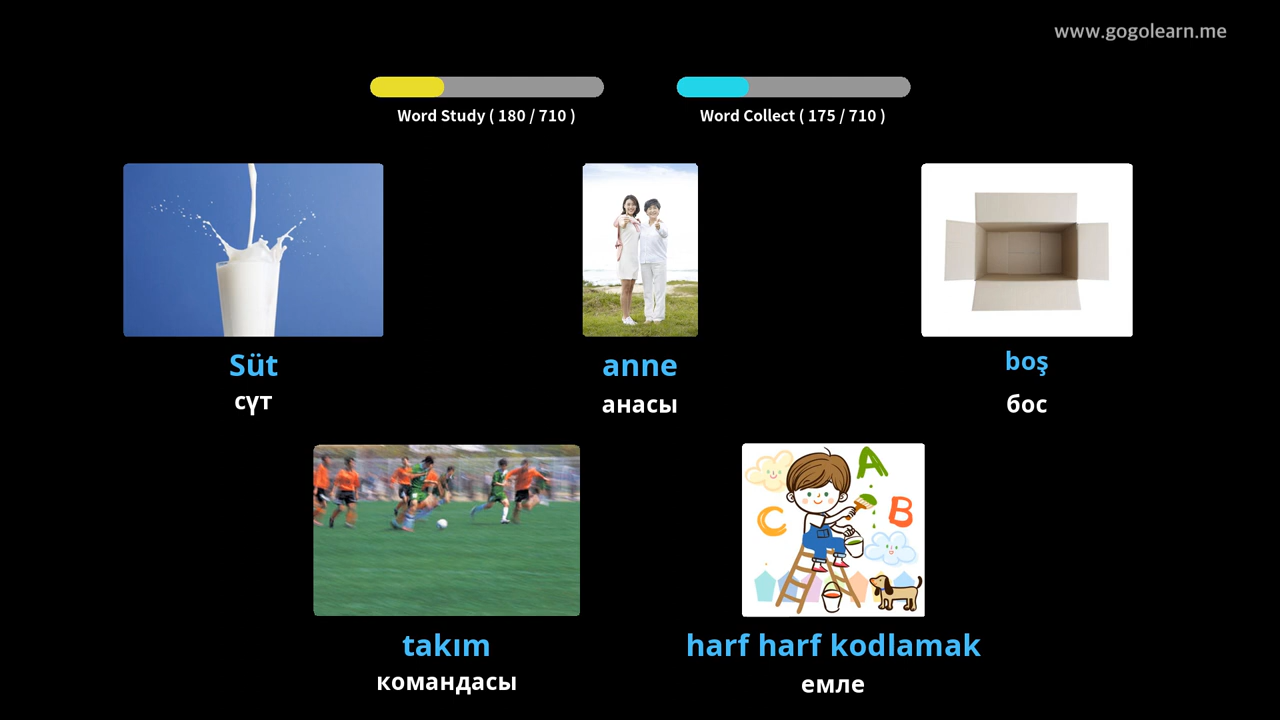 www.gogolearn.me
Word Study ( 180 / 710 )
Word Collect ( 175 / 710 )
Süt
anne
boş
сүт
анасы
бос
A
B
C
takım
harf harf kodlamak
командасы
емле